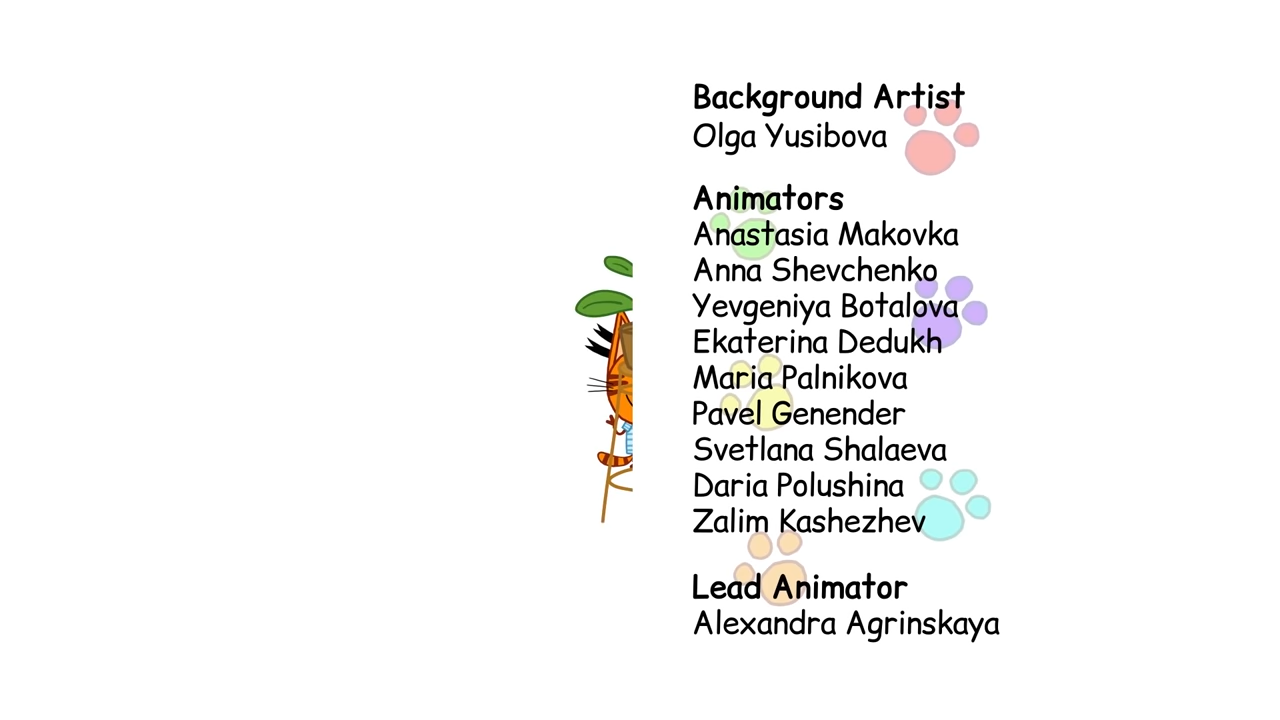 Background Artist
Olga Yusibova
Animators
Anastasia Makovka
Anna Shevchenko
Yevgeniya Botalova
Ekaterina Dedukh
Maria Palnikova
Pavel Genender
Svetlana Shalaeva
Daria Polushina
Zalim Kashezhev
Lead Animator
Alexandra Agrinskaya